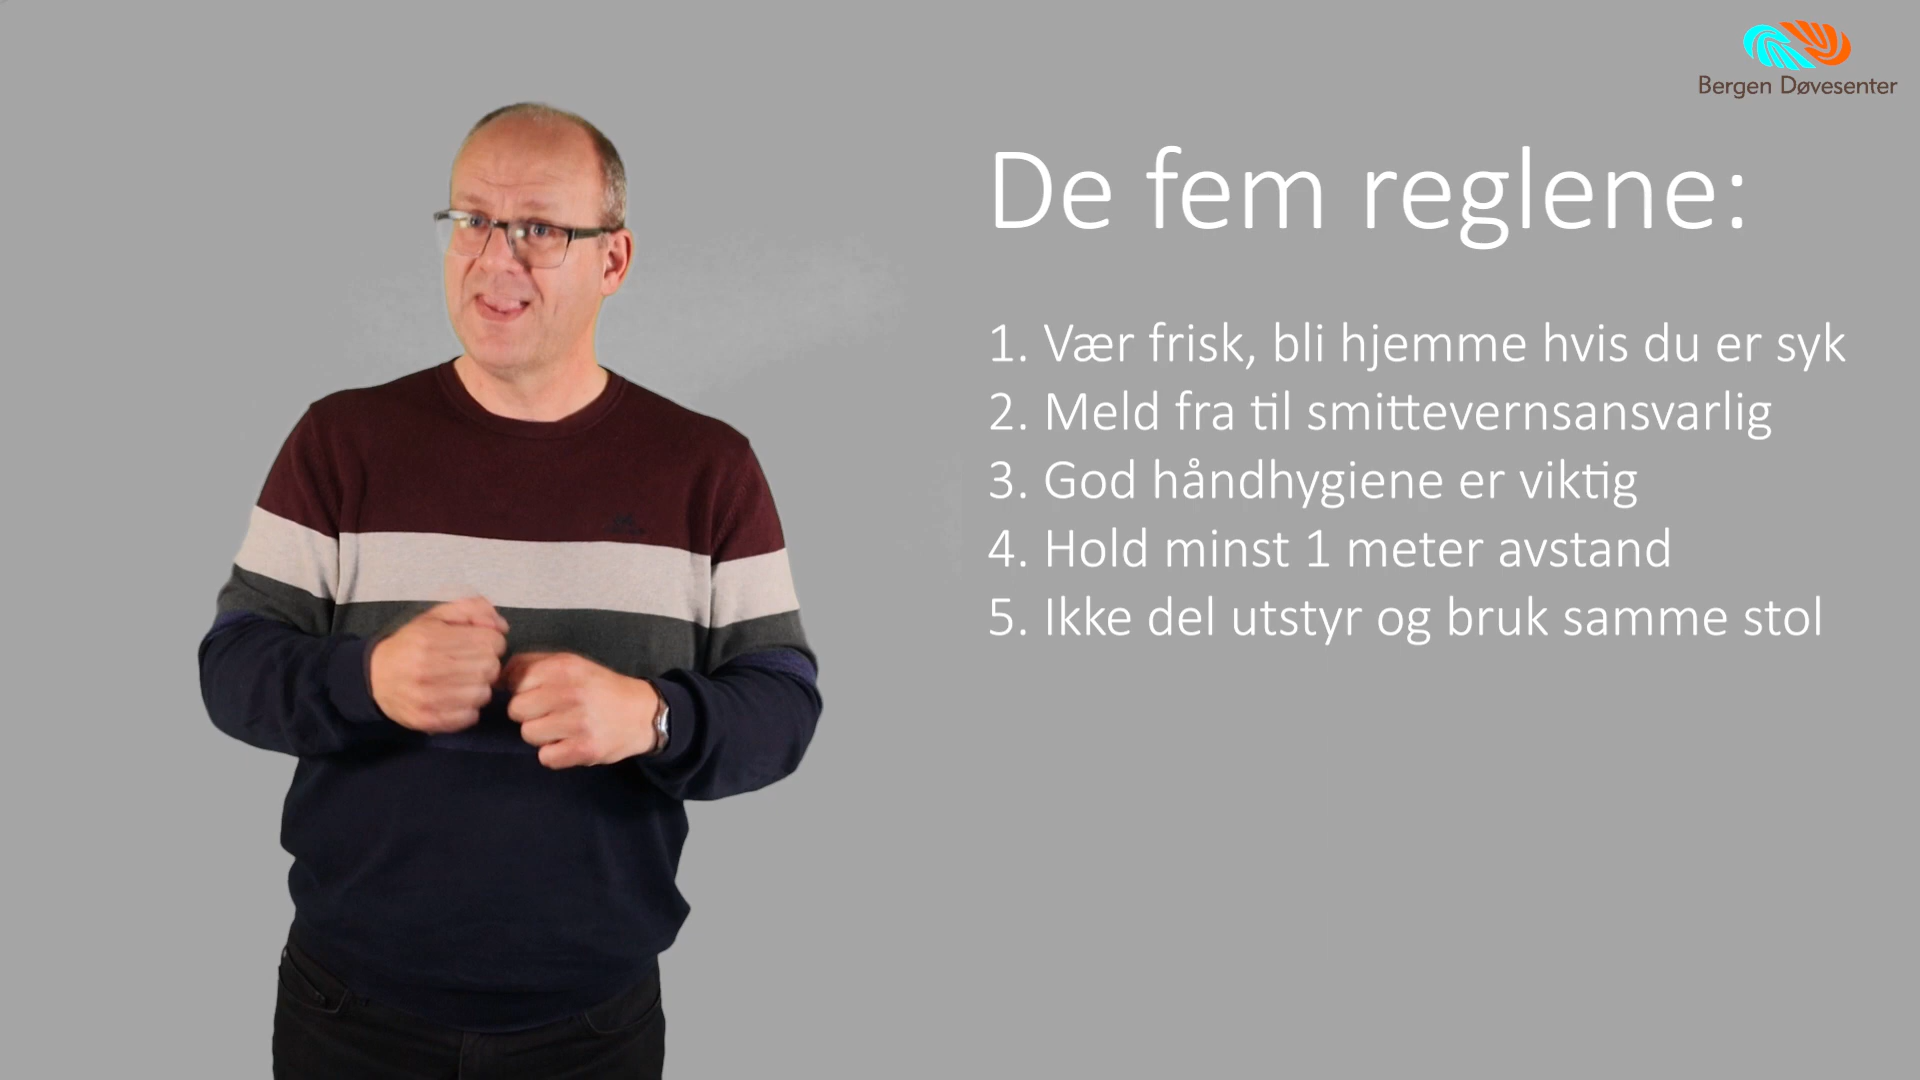 Bergen Døvesenter
De fem reglene:
1. Vær frisk, bli hjemme hvis du er syk
2. Meld fra til smittevernsansvarlig
3. God håndhygiene er viktig
4. Hold minst 1 meter avstand
5. Ikke del utstyr og bruk samme stol